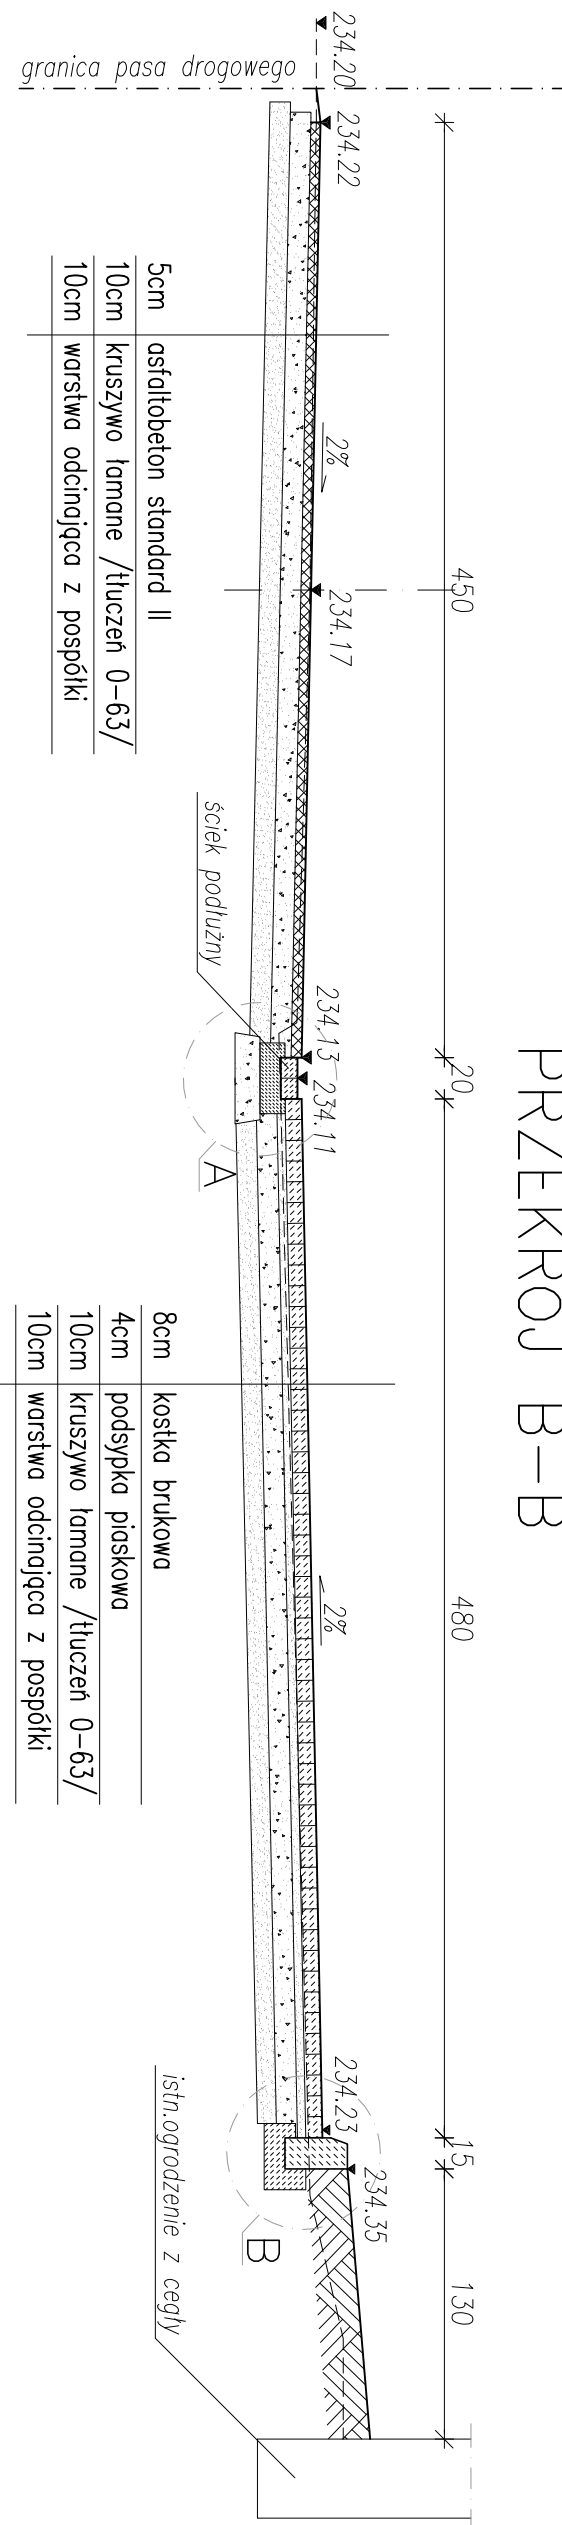 PRZEKROJ B-B
granica pasa drogowego
234.20
234.22
450
2%
234.17
234.13
20
234.11
480
2%
234.23
15
234.35
130
5cm asfaltobeton standard II
10cm kruszywo łamane /tłuczeń 0-63/
10cm warstwa odcinająca z pospółki
ściek podłużny
A
8cm kostka brukowa
4cm podsypka piaskowa
10cm kruszywo łamane /tłuczeń 0-63/
10cm warstwa odcinająca z pospółki
B
istn.ogrodzenie z cegły